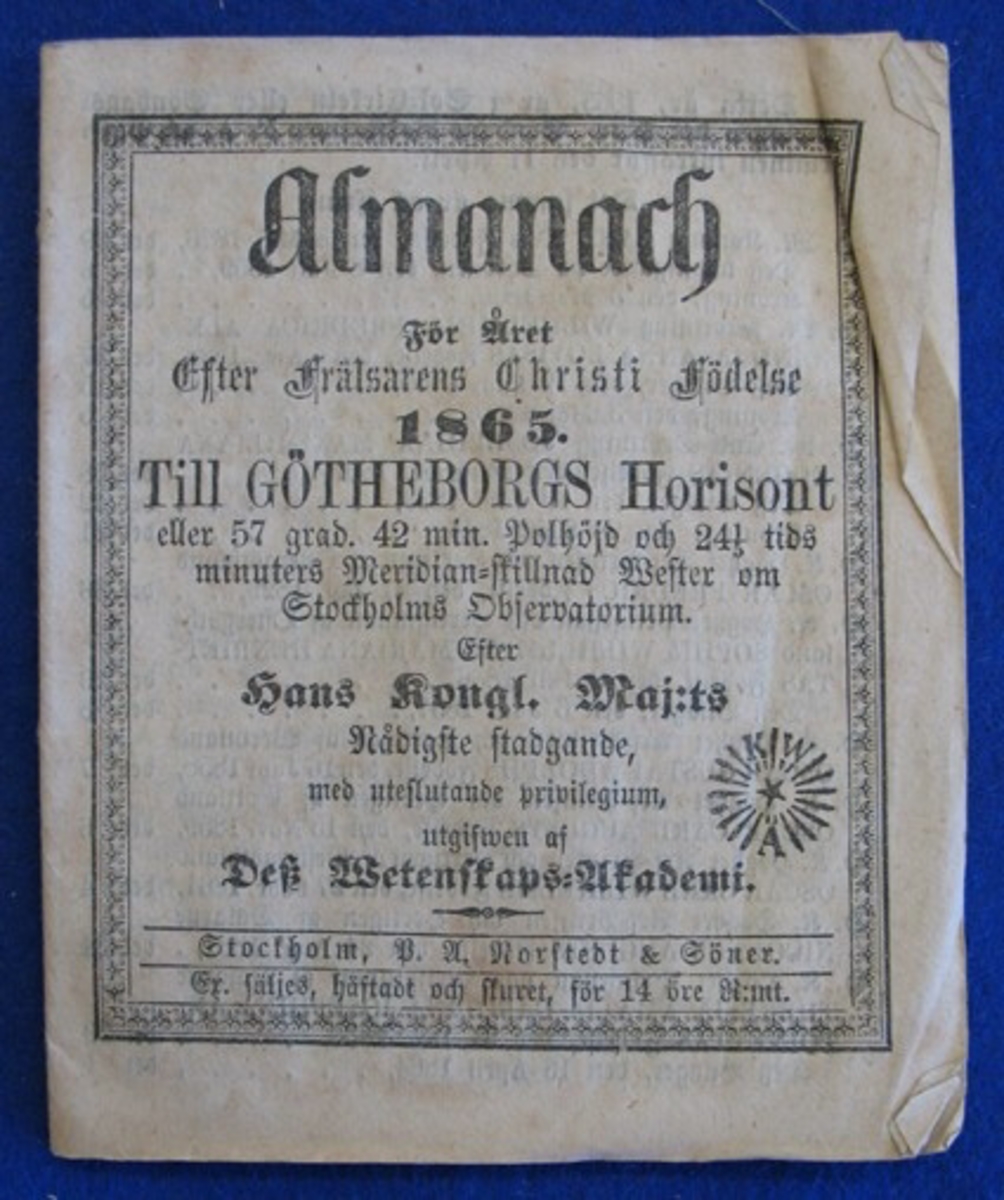 Almanach
För Året
Efter Frälsarens Christi Födelse
1865.
Till GÖTHEBORGS Horisont
eller 57 grad. 42 min. Polhöjd och 24½ tids
minuters Meridian=skillnad Wester om
Stockholms Observatorium.
Efter
Hans Kongl. Maj:ts
Nådigste stadgande,
med uteslutande privilegium,
utgifwen af
Deß Wetenskaps=Akademi.
K W
A
Stockholm, P. A. Norstedt & Söner.
Ex. säljes, häftadt och skuret, för 14 öre R:mt.